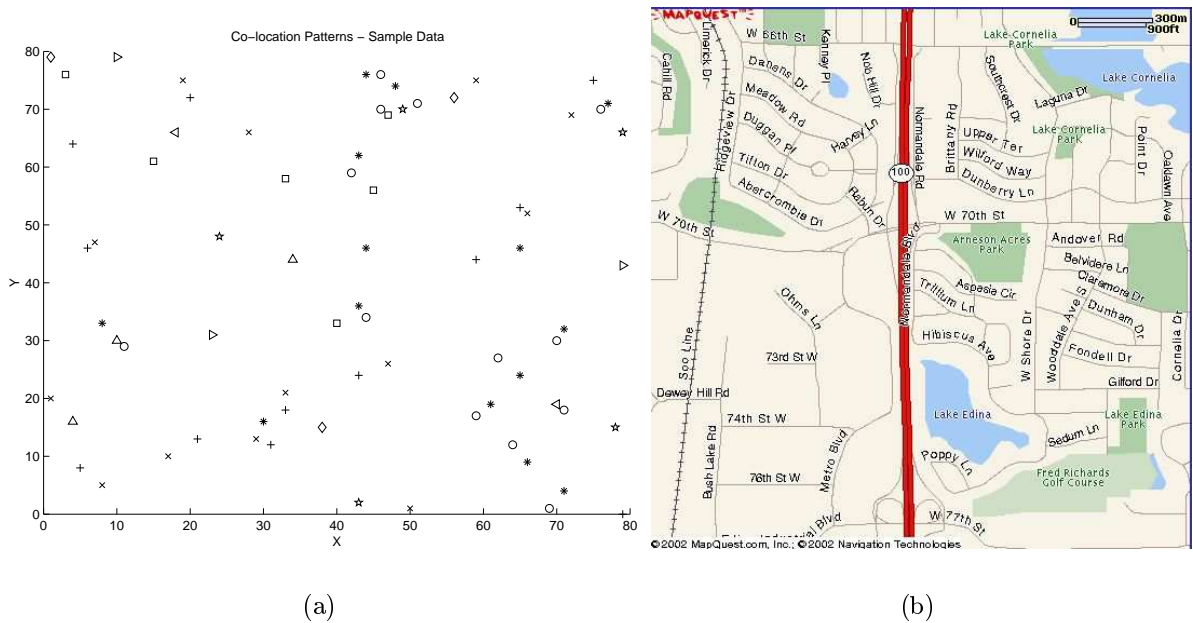 Co−location Patterns − Sample Data
80
70
60
50
40
30
20
10
0
Y
0 10 20 30 40 50 60 70 80
X
(a)
MAPQUEST
0 300m
900ft
W 66th St
Limerick Dr
Kenney Pl
Lake Cornelia
Park
Cahill Rd
Danens Dr
Nob Hill Dr
Southcrest Dr
Lake Cornelia
Meadow Rd
Laguna Dr
Ridgeview Dr
Duggan Pl
Harvey Ln
Normandale Rd
Brittany Rd
Upper Ter
Lake Cornelia
Park
Point Dr
Wilford Way
Tifton Dr
100
Dunberry Ln
Oaklawn Ave
Abercrombie Dr
Rabun Dr
W 70th St
W 70th St
Arneson Acres
Park
Andover Rd
Normandale Blvd
Belvidere Ln
Claremore Dr
Aspasia Cir
Trillium Ln
Ohms Ln
Dunham Dr
Hibiscus Ave
W Shore Dr
Wooddale Ave S
Cornelia Dr
Soo Line
73rd St W
Fondell Dr
Gilford Dr
Dewey Hill Rd
74th St W
Lake Edina
Lake Edina
Park
Sedum Ln
Bush Lake Rd
Metro Blvd
Poppy Ln
76th St W
Fred Richards
Golf Course
W 77th St
Blvd
©2002 MapQuest.com, Inc.; ©2002 Navigation Technologies
(b)